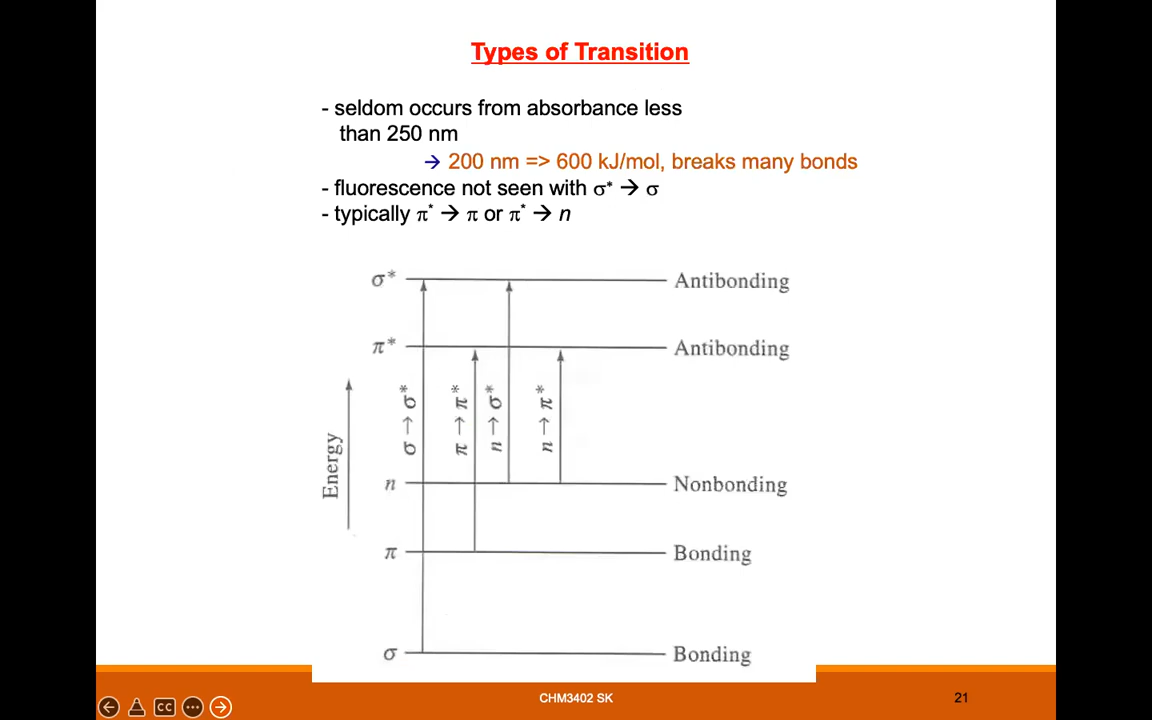 Types of Transition
- seldom occurs from absorbance less
than 250 nm
→ 200 nm => 600 kJ/mol, breaks many bonds
- fluorescence not seen with σ* → σ
- typically π* → π or π* → n
σ* Antibonding
π* Antibonding
Energy
σ → σ*
π → π*
n → σ*
n → π*
n Nonbonding
π Bonding
σ Bonding
CHM3402 SK
21
CC